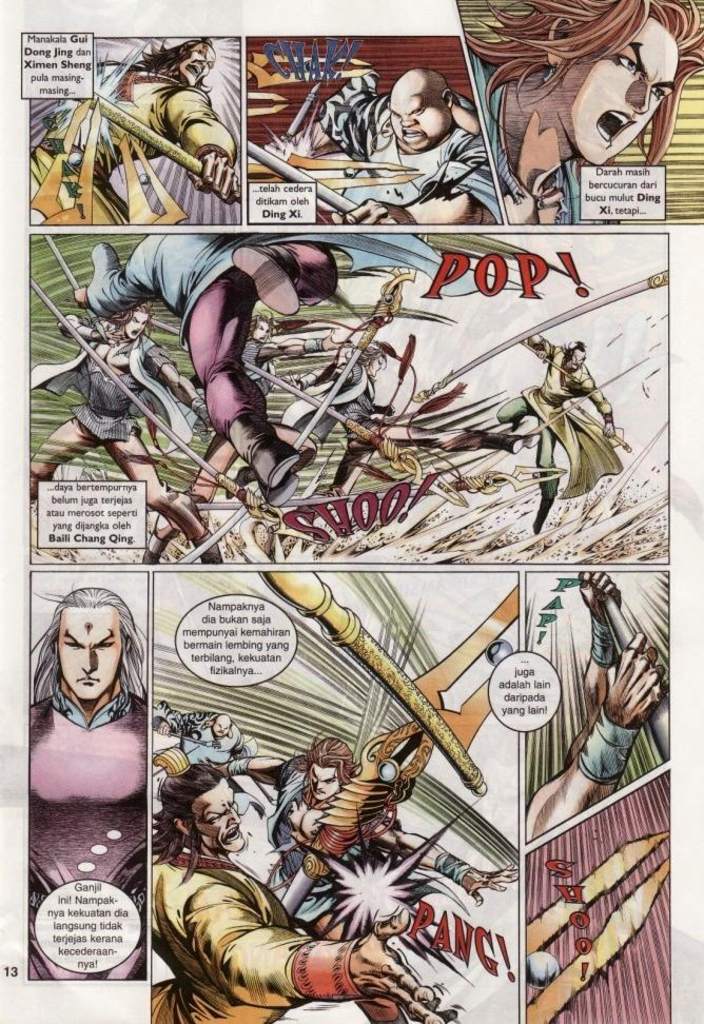 Manakala Gui
Dong Jing dan
Ximen Sheng
pula masing-
masing...
CHAK
...telah cedera
ditikam oleh
Ding Xi.
Darah masih
bercucuran dari
bucu mulut Ding
Xi, tetapi...
POP!
...daya bertempurnya
belum juga terjejas
atau merosot seperti
yang dijangka oleh
Baili Chang Qing.
SHOO!
Ganjil
ini! Nampak-
nya kekuatan dia
langsung tidak
terjejas kerana
kecederaan-
nya!
Nampaknya
dia bukan saja
mempunyai kemahiran
bermain lembing yang
terbilang, kekuatan
fizikalnya...
PANG!
...
juga
adalah lain
daripada
yang lain!
PAP!
SHOO!
13